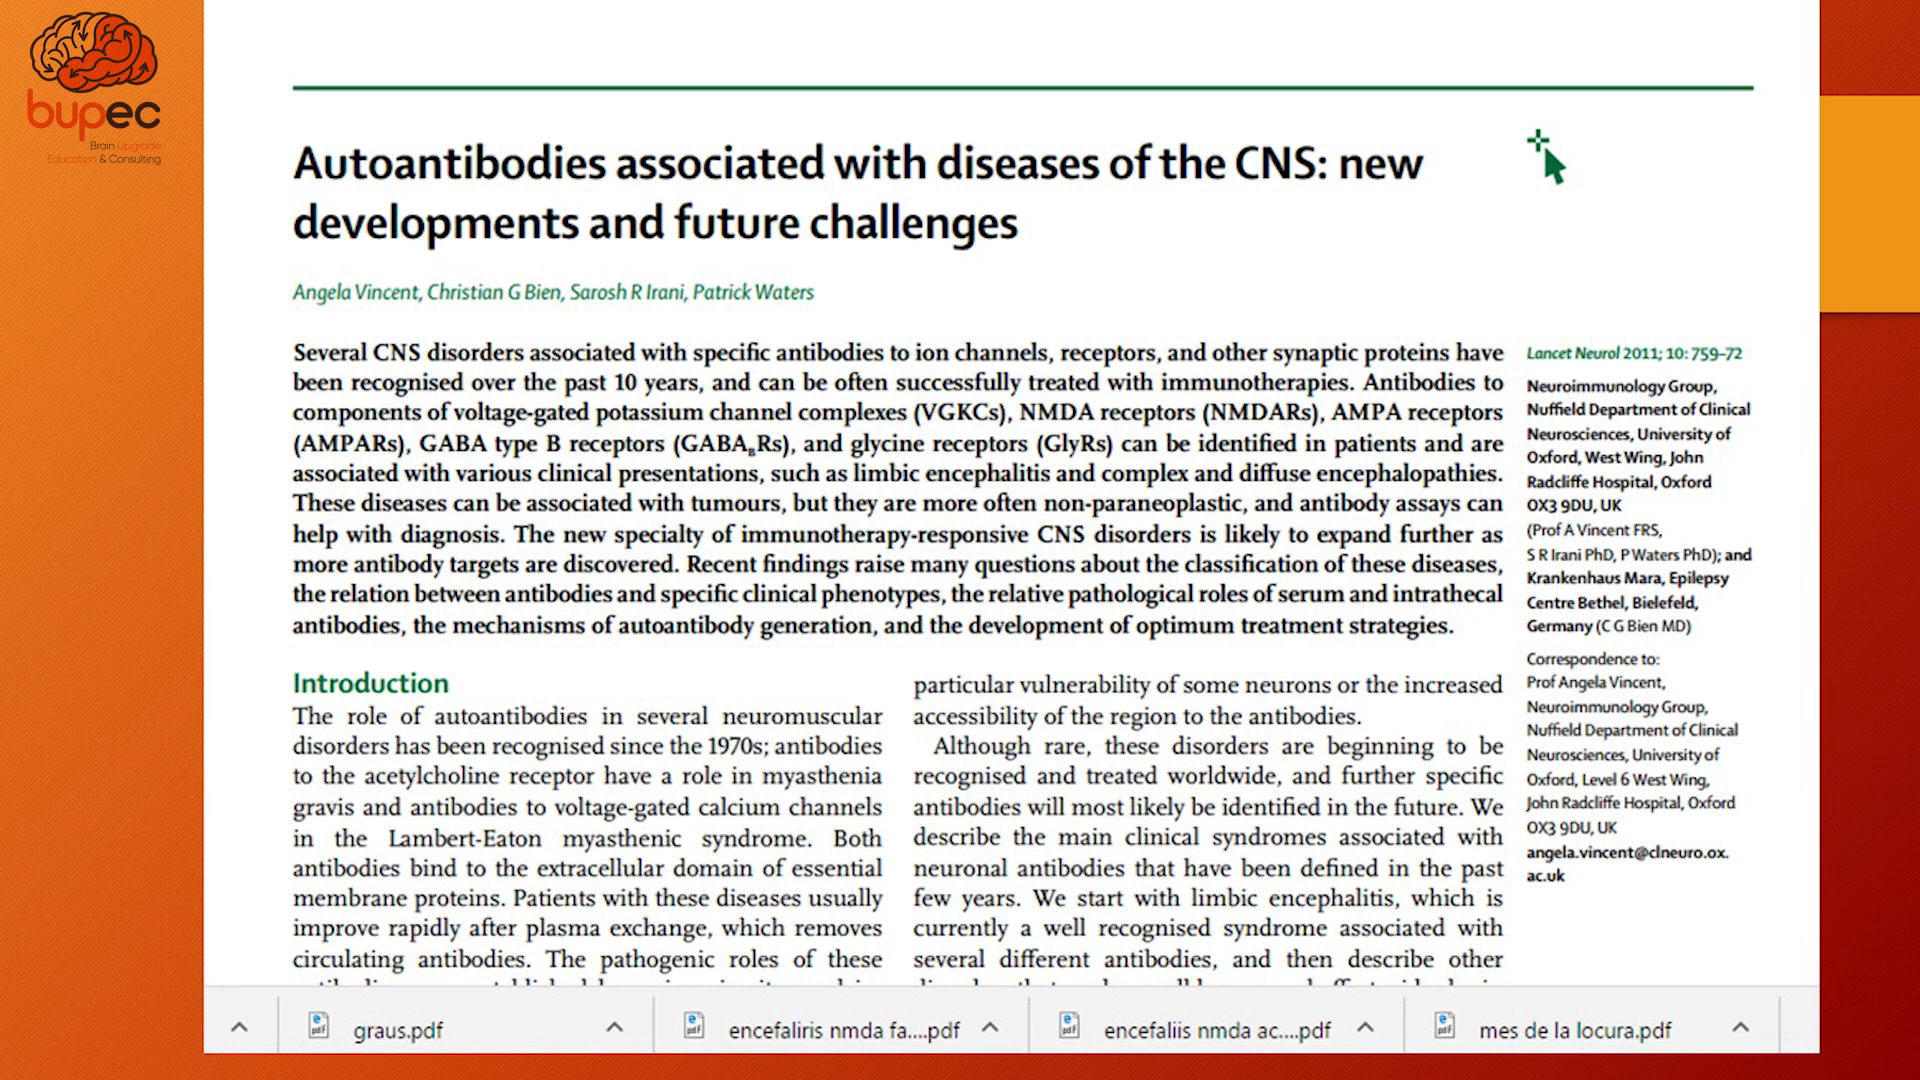 bupec
Brain Upgrade
Education & Consulting
Autoantibodies associated with diseases of the CNS: new
developments and future challenges
Angela Vincent, Christian G Bien, Sarosh R Irani, Patrick Waters
Several CNS disorders associated with specific antibodies to ion channels, receptors, and other synaptic proteins have
been recognised over the past 10 years, and can be often successfully treated with immunotherapies. Antibodies to
components of voltage-gated potassium channel complexes (VGKCs), NMDA receptors (NMDARs), AMPA receptors
(AMPARs), GABA type B receptors (GABA_BRs), and glycine receptors (GlyRs) can be identified in patients and are
associated with various clinical presentations, such as limbic encephalitis and complex and diffuse encephalopathies.
These diseases can be associated with tumours, but they are more often non-paraneoplastic, and antibody assays can
help with diagnosis. The new specialty of immunotherapy-responsive CNS disorders is likely to expand further as
more antibody targets are discovered. Recent findings raise many questions about the classification of these diseases,
the relation between antibodies and specific clinical phenotypes, the relative pathological roles of serum and intrathecal
antibodies, the mechanisms of autoantibody generation, and the development of optimum treatment strategies.
Introduction
The role of autoantibodies in several neuromuscular
disorders has been recognised since the 1970s; antibodies
to the acetylcholine receptor have a role in myasthenia
gravis and antibodies to voltage-gated calcium channels
in the Lambert-Eaton myasthenic syndrome. Both
antibodies bind to the extracellular domain of essential
membrane proteins. Patients with these diseases usually
improve rapidly after plasma exchange, which removes
circulating antibodies. The pathogenic roles of these
particular vulnerability of some neurons or the increased
accessibility of the region to the antibodies.
Although rare, these disorders are beginning to be
recognised and treated worldwide, and further specific
antibodies will most likely be identified in the future. We
describe the main clinical syndromes associated with
neuronal antibodies that have been defined in the past
few years. We start with limbic encephalitis, which is
currently a well recognised syndrome associated with
several different antibodies, and then describe other
Lancet Neurol 2011; 10: 759–72
Neuroimmunology Group,
Nuffield Department of Clinical
Neurosciences, University of
Oxford, West Wing, John
Radcliffe Hospital, Oxford
OX3 9DU, UK
(Prof A Vincent FRS,
S R Irani PhD, P Waters PhD); and
Krankenhaus Mara, Epilepsy
Centre Bethel, Bielefeld,
Germany (C G Bien MD)
Correspondence to:
Prof Angela Vincent,
Neuroimmunology Group,
Nuffield Department of Clinical
Neurosciences, University of
Oxford, Level 6 West Wing,
John Radcliffe Hospital, Oxford
OX3 9DU, UK
angela.vincent@clneuro.ox.
ac.uk
graus.pdf
encefaliris nmda fa....pdf
encefaliis nmda ac....pdf
mes de la locura.pdf